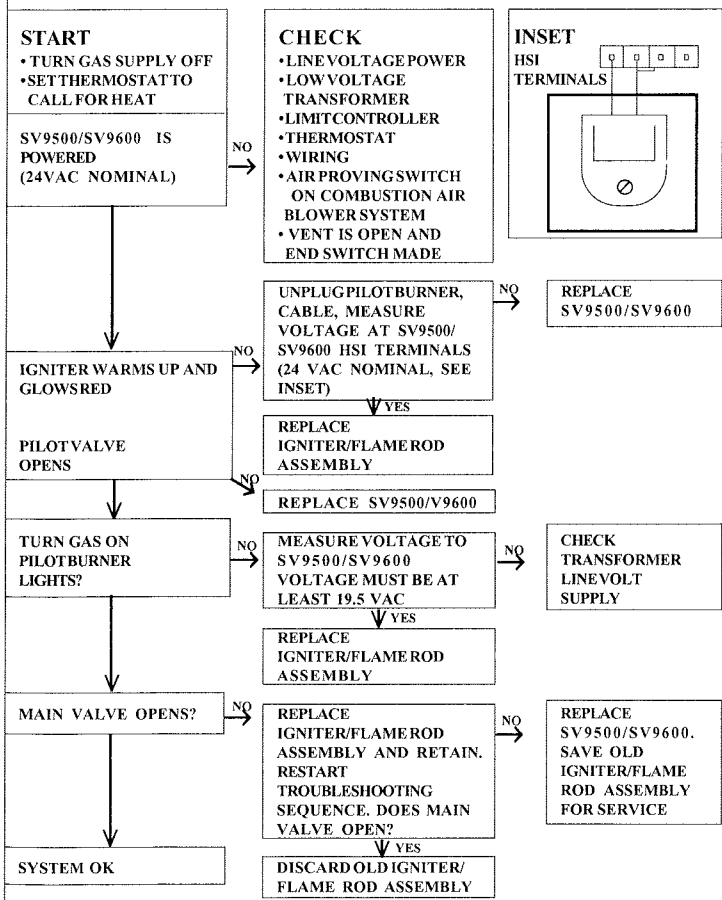 START
• TURN GAS SUPPLY OFF
• SET THERMOSTAT TO
CALL FOR HEAT
SV9500/SV9600 IS
POWERED
(24VAC NOMINAL)
NO
CHECK
• LINE VOLTAGE POWER
• LOW VOLTAGE
TRANSFORMER
• LIMIT CONTROLLER
• THERMOSTAT
• WIRING
• AIR PROVING SWITCH
ON COMBUSTION AIR
BLOWER SYSTEM
• VENT IS OPEN AND
END SWITCH MADE
INSET
HSI
TERMINALS
IGNITER WARMS UP AND
GLOWS RED
PILOT VALVE
OPENS
NO
UNPLUG PILOT BURNER,
CABLE, MEASURE
VOLTAGE AT SV9500/
SV9600 HSI TERMINALS
(24 VAC NOMINAL, SEE
INSET)
NO
REPLACE
SV9500/SV9600
YES
REPLACE
IGNITER/FLAME ROD
ASSEMBLY
NO
REPLACE SV9500/V9600
TURN GAS ON
PILOT BURNER
LIGHTS?
NO
MEASURE VOLTAGE TO
SV9500/SV9600
VOLTAGE MUST BE AT
LEAST 19.5 VAC
NO
CHECK
TRANSFORMER
LINE VOLT
SUPPLY
YES
REPLACE
IGNITER/FLAME ROD
ASSEMBLY
MAIN VALVE OPENS?
NO
REPLACE
IGNITER/FLAME ROD
ASSEMBLY AND RETAIN.
RESTART
TROUBLESHOOTING
SEQUENCE. DOES MAIN
VALVE OPEN?
NO
REPLACE
SV9500/SV9600.
SAVE OLD
IGNITER/FLAME
ROD ASSEMBLY
FOR SERVICE
YES
DISCARD OLD IGNITER/
FLAME ROD ASSEMBLY
SYSTEM OK